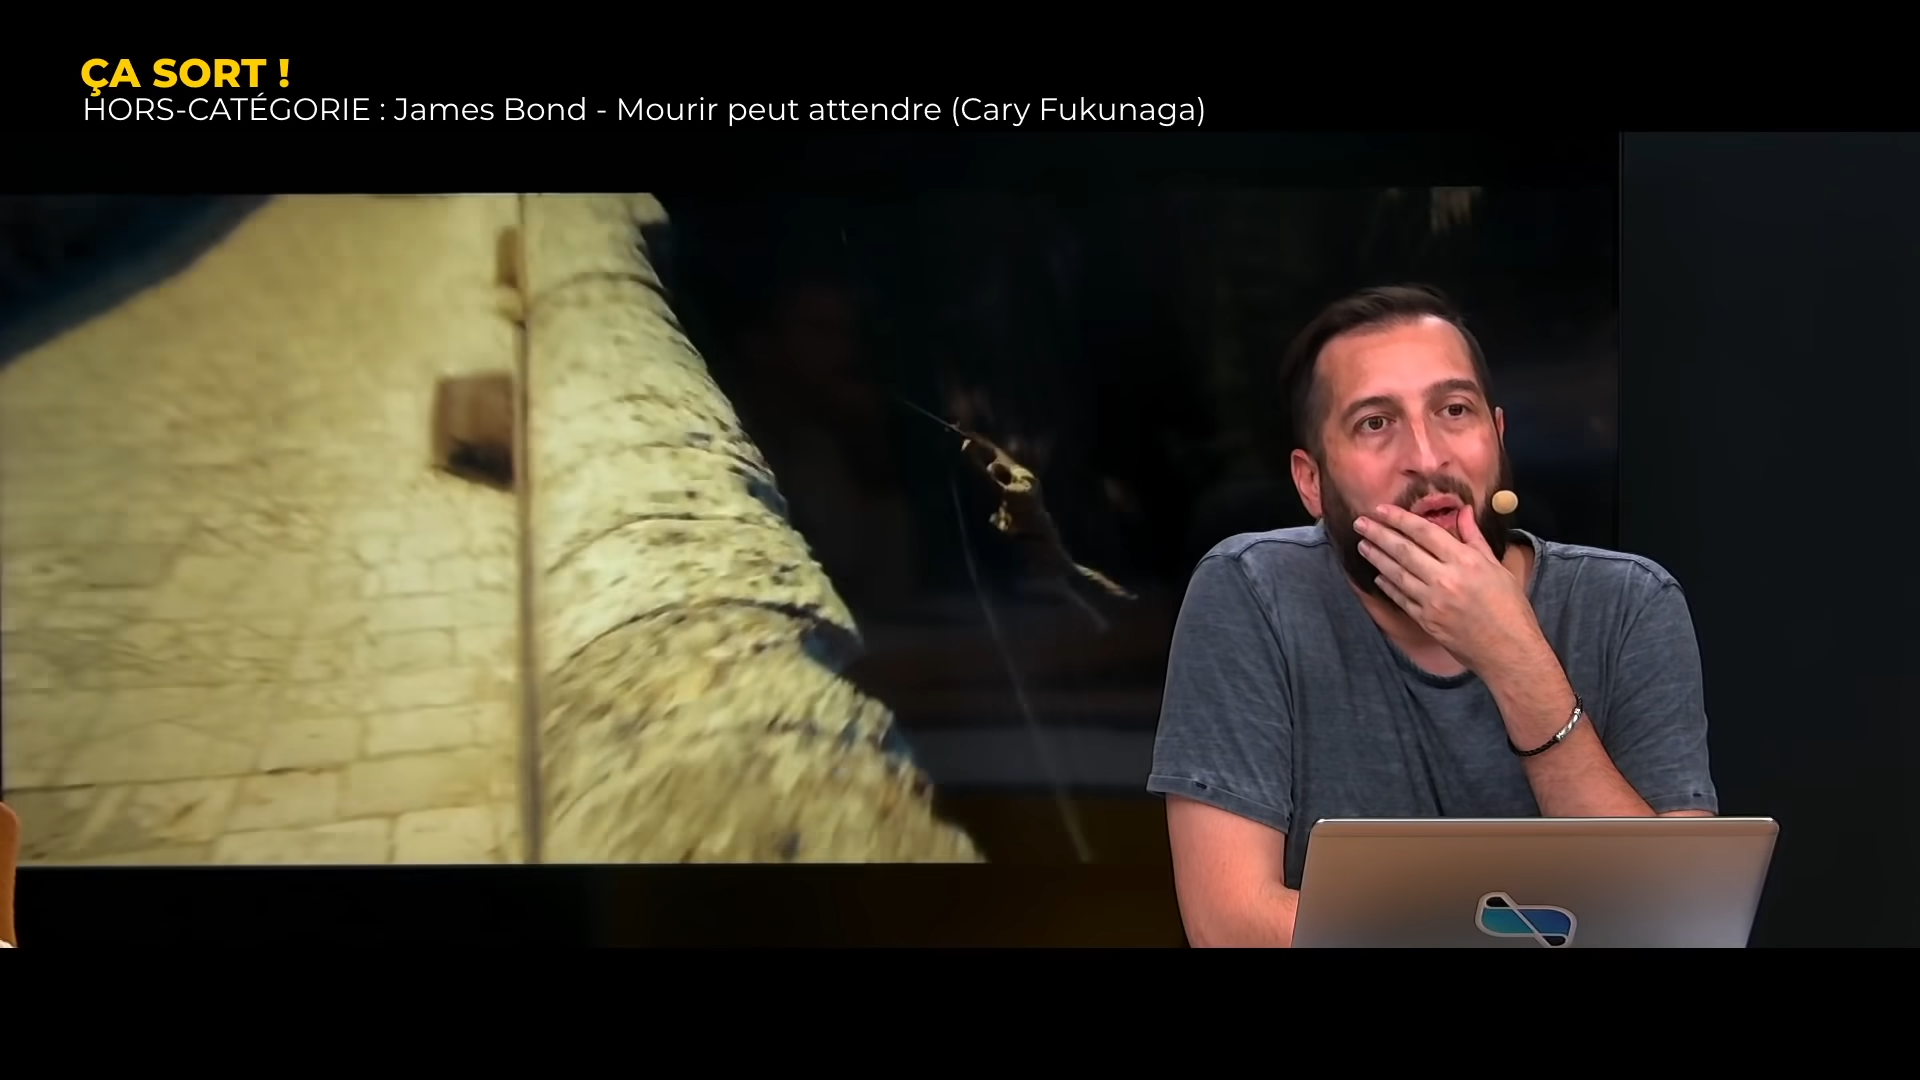 ÇA SORT !
HORS-CATÉGORIE : James Bond - Mourir peut attendre (Cary Fukunaga)